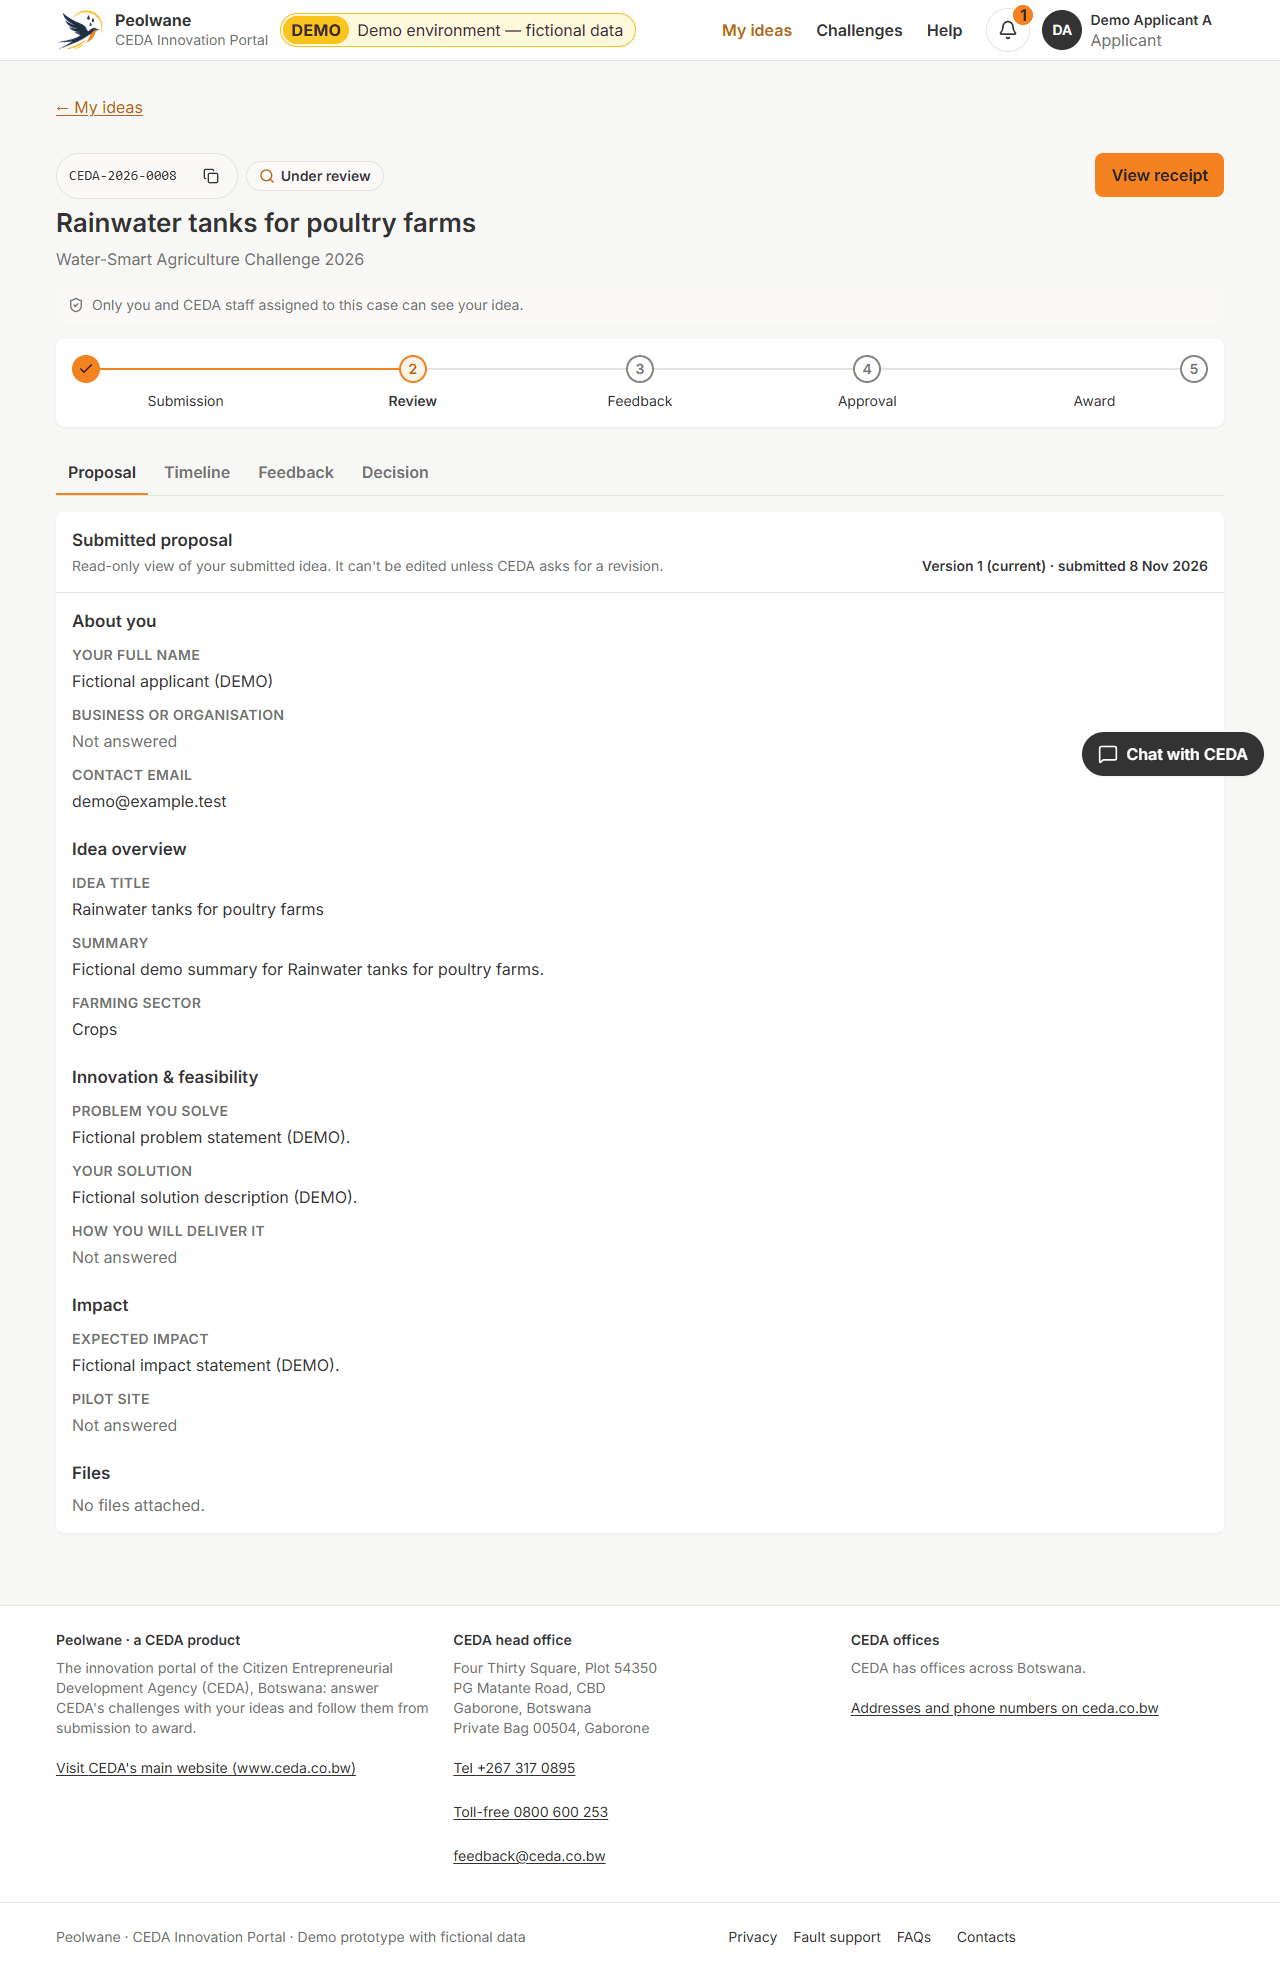 Peolwane
CEDA Innovation Portal
DEMO Demo environment — fictional data
My ideas
Challenges
Help
1
DA
Demo Applicant A
Applicant
← My ideas
CEDA-2026-0008
Under review
View receipt
Rainwater tanks for poultry farms
Water-Smart Agriculture Challenge 2026
Only you and CEDA staff assigned to this case can see your idea.
2
3
4
5
Submission
Review
Feedback
Approval
Award
Proposal
Timeline
Feedback
Decision
Submitted proposal
Read-only view of your submitted idea. It can't be edited unless CEDA asks for a revision.
Version 1 (current) · submitted 8 Nov 2026
About you
YOUR FULL NAME
Fictional applicant (DEMO)
BUSINESS OR ORGANISATION
Not answered
CONTACT EMAIL
demo@example.test
Chat with CEDA
Idea overview
IDEA TITLE
Rainwater tanks for poultry farms
SUMMARY
Fictional demo summary for Rainwater tanks for poultry farms.
FARMING SECTOR
Crops
Innovation & feasibility
PROBLEM YOU SOLVE
Fictional problem statement (DEMO).
YOUR SOLUTION
Fictional solution description (DEMO).
HOW YOU WILL DELIVER IT
Not answered
Impact
EXPECTED IMPACT
Fictional impact statement (DEMO).
PILOT SITE
Not answered
Files
No files attached.
Peolwane · a CEDA product
The innovation portal of the Citizen Entrepreneurial
Development Agency (CEDA), Botswana: answer
CEDA's challenges with your ideas and follow them from
submission to award.
Visit CEDA's main website (www.ceda.co.bw)
CEDA head office
Four Thirty Square, Plot 54350
PG Matante Road, CBD
Gaborone, Botswana
Private Bag 00504, Gaborone
Tel +267 317 0895
Toll-free 0800 600 253
feedback@ceda.co.bw
CEDA offices
CEDA has offices across Botswana.
Addresses and phone numbers on ceda.co.bw
Peolwane · CEDA Innovation Portal · Demo prototype with fictional data
Privacy
Fault support
FAQs
Contacts